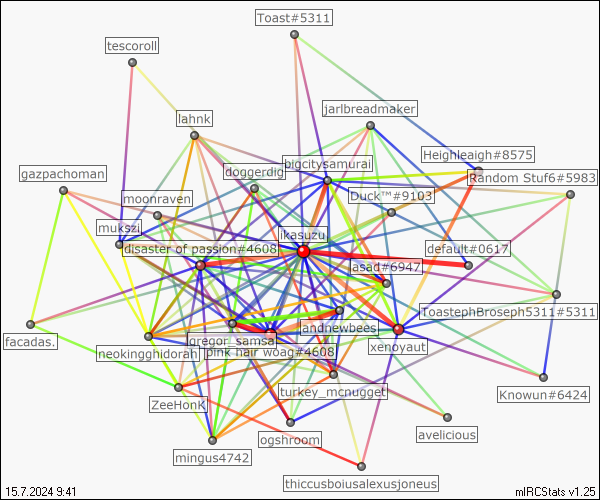 Toast#5311
tescoroll
jarlbreadmaker
lahnk
Heighleigh#8575
bigcitysamurai
doggerdig
gazpachoman
Random Stuf6#5983
moonraven
Duck™#9103
mukszi
ikasuzu
disaster of passion#4608
default#0617
asad#6947
ToastephBroseph5311#5311
andnewbees
facadas.
gregor_samsa
xenoyaut
neokingghidorah
pink hair woag#4608
turkey_mcnugget
Knowun#6424
ZeeHonK
avelicious
ogshroom
mingus4742
thiccusboiusalexusjoneus
15.7.2024 9:41
mIRCStats v1.25